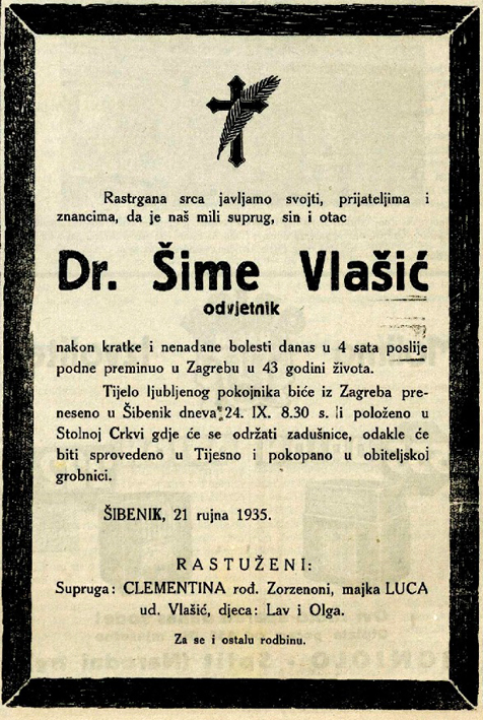 Rastrgana srca javljamo svojti, prijateljima i
znancima, da je naš mili suprug, sin i otac
Dr. Šime Vlašić
odvjetnik
nakon kratke i nenadane bolesti danas u 4 sata poslije
podne preminuo u Zagrebu u 43 godini života.
Tijelo ljubljenog pokojnika biće iz Zagreba pre-
neseno u Šibenik dneva 24. IX. 8.30 s. li položeno u
Stolnoj Crkvi gdje će se održati zadušnice, odakle će
biti sprovedeno u Tijesno i pokopano u obiteljskoj
grobnici.
ŠIBENIK, 21 rujna 1935.
RASTUŽENI:
Supruga: CLEMENTINA rođ. Zorzenoni, majka LUCA
ud. Vlašić, djeca: Lav i Olga.
Za se i ostalu rodbinu.